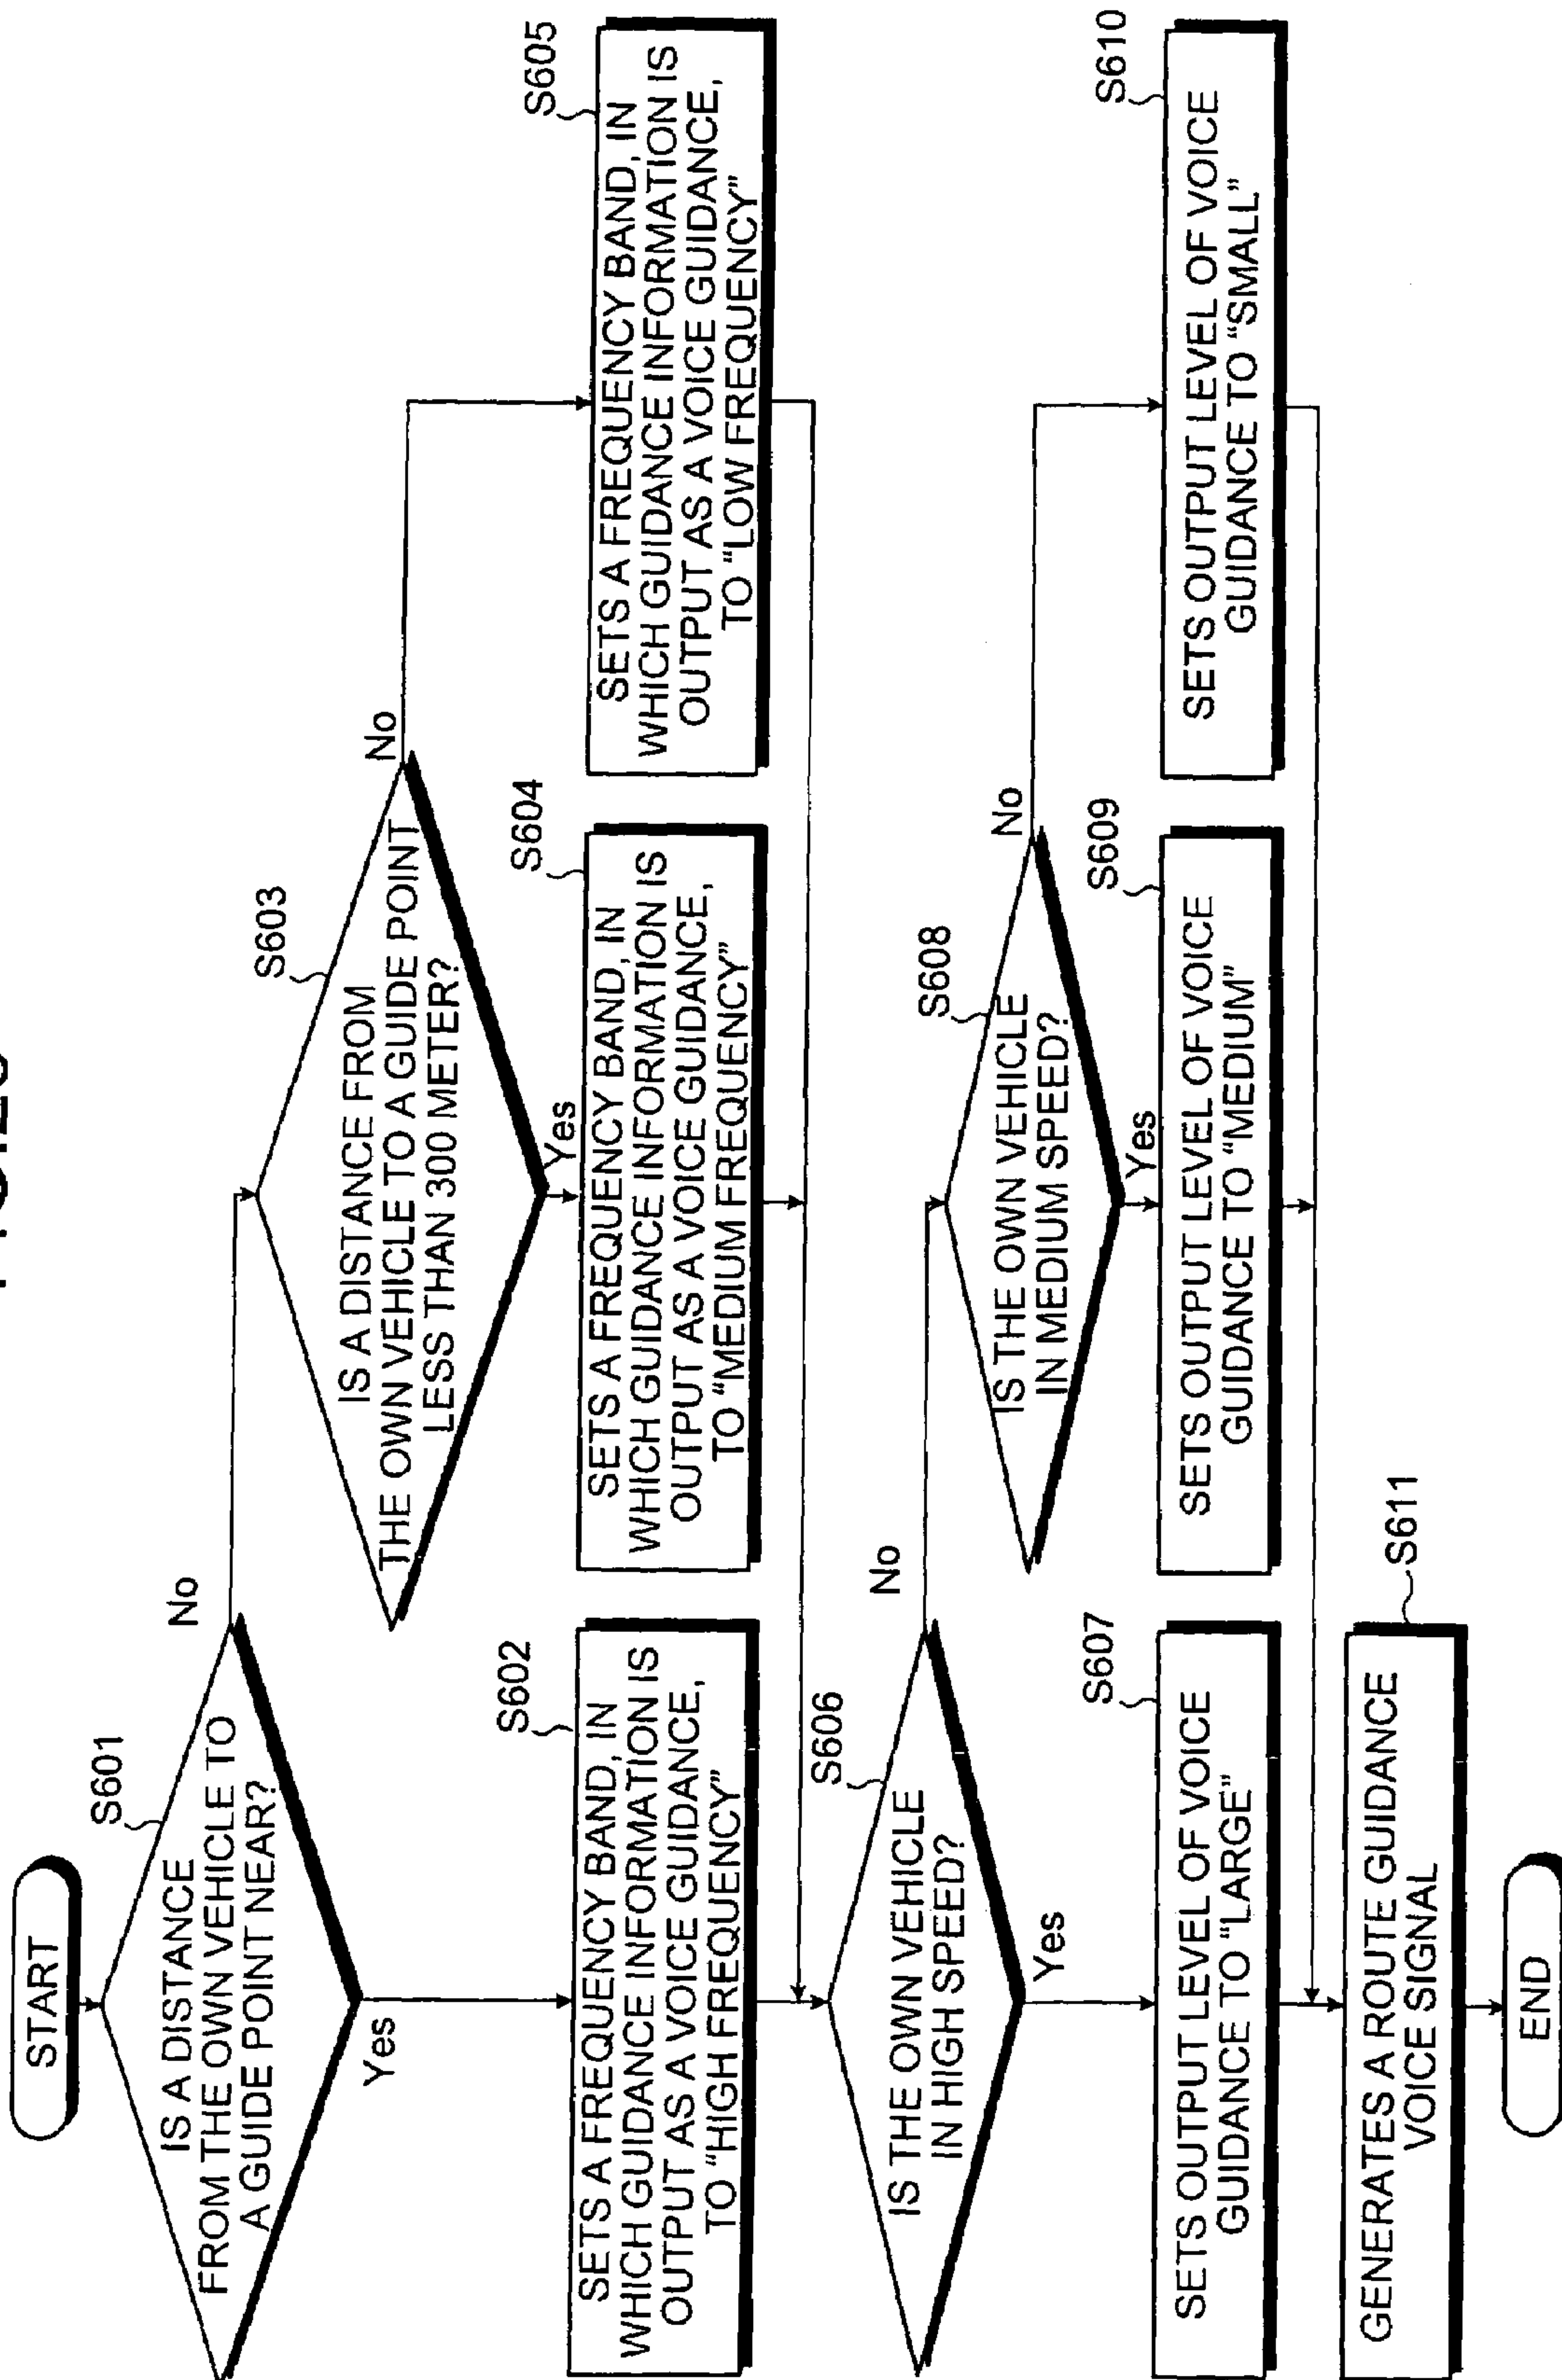 START
S601
IS A DISTANCE
FROM THE OWN VEHICLE TO
A GUIDE POINT NEAR?
No
Yes
S603
IS A DISTANCE FROM
THE OWN VEHICLE TO A GUIDE POINT
LESS THAN 300 METER?
No
Yes
S602
SETS A FREQUENCY BAND, IN
WHICH GUIDANCE INFORMATION IS
OUTPUT AS A VOICE GUIDANCE,
TO "HIGH FREQUENCY"
S604
SETS A FREQUENCY BAND, IN
WHICH GUIDANCE INFORMATION IS
OUTPUT AS A VOICE GUIDANCE,
TO "MEDIUM FREQUENCY"
S605
SETS A FREQUENCY BAND, IN
WHICH GUIDANCE INFORMATION IS
OUTPUT AS A VOICE GUIDANCE,
TO "LOW FREQUENCY"
S606
IS THE OWN VEHICLE
IN HIGH SPEED?
No
Yes
S608
IS THE OWN VEHICLE
IN MEDIUM SPEED?
No
Yes
S607
SETS OUTPUT LEVEL OF VOICE
GUIDANCE TO "LARGE"
S609
SETS OUTPUT LEVEL OF VOICE
GUIDANCE TO "MEDIUM"
S610
SETS OUTPUT LEVEL OF VOICE
GUIDANCE TO "SMALL"
S611
GENERATES A ROUTE GUIDANCE
VOICE SIGNAL
END